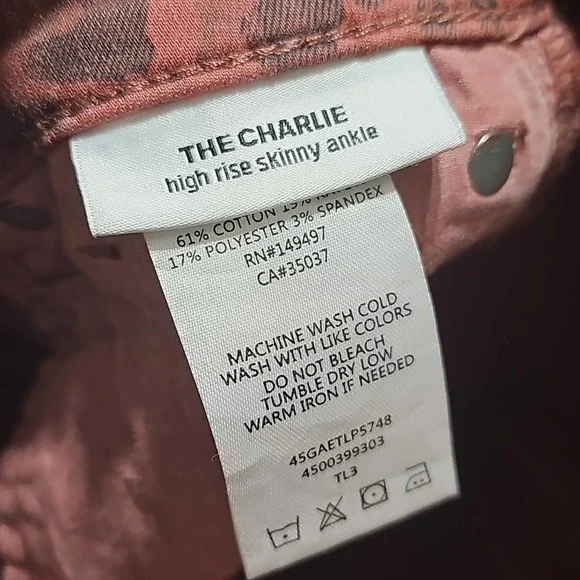 THE CHARLIE
high rise skinny ankle
61% COTTON 19%
17% POLYESTER 3% SPANDEX
RN#149497
CA#35037
MACHINE WASH COLD
WASH WITH LIKE COLORS
DO NOT BLEACH
TUMBLE DRY LOW
WARM IRON IF NEEDED
45GAETLP5748
4500399303
TL3